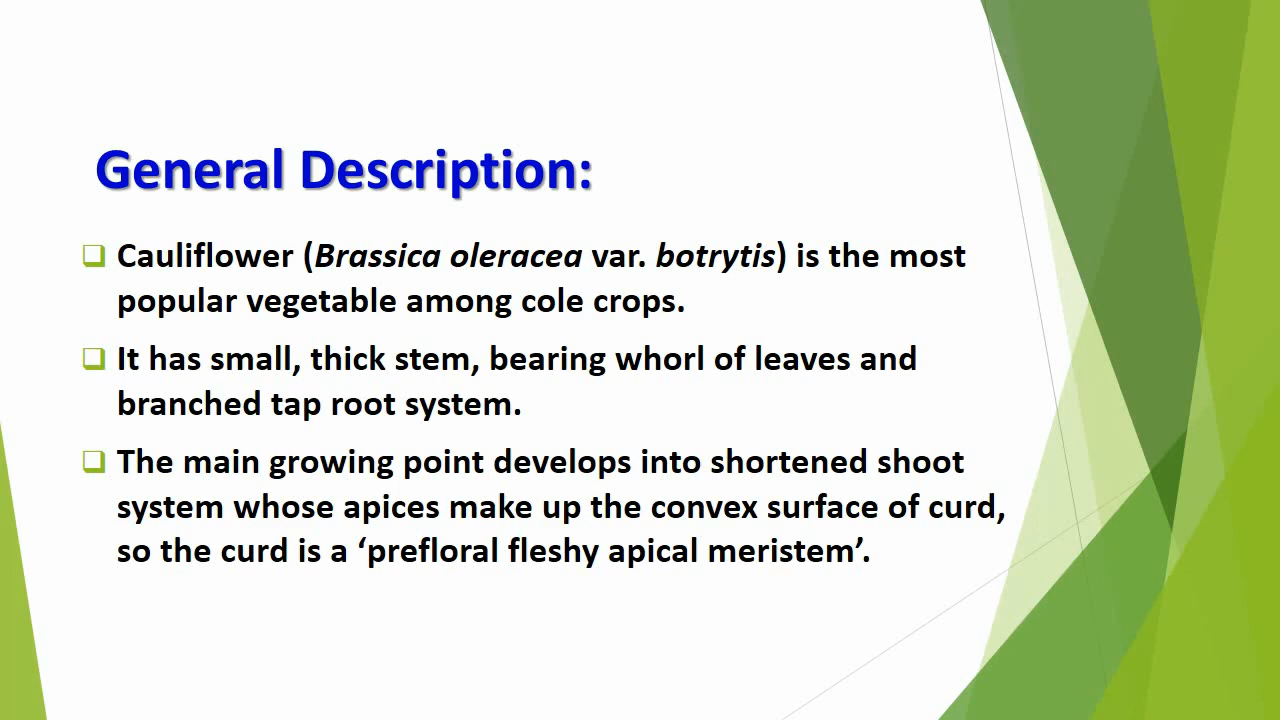 General Description:
Cauliflower (Brassica oleracea var. botrytis) is the most
popular vegetable among cole crops.
It has small, thick stem, bearing whorl of leaves and
branched tap root system.
The main growing point develops into shortened shoot
system whose apices make up the convex surface of curd,
so the curd is a ‘prefloral fleshy apical meristem’.